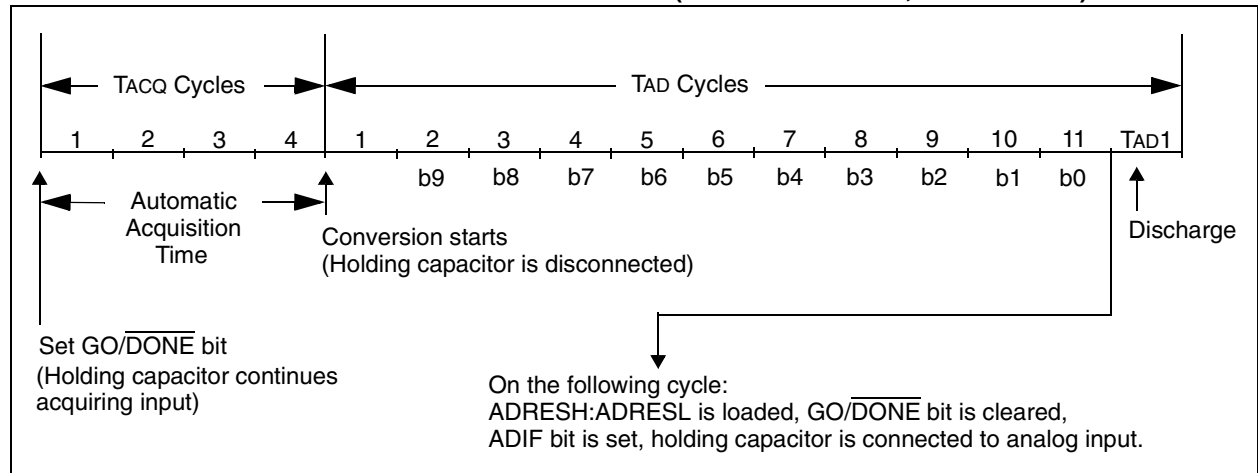 TACQ Cycles TAD Cycles
1 2 3 4 1 2 3 4 5 6 7 8 9 10 11 TAD1
b9 b8 b7 b6 b5 b4 b3 b2 b1 b0
Automatic
Acquisition
Time
Conversion starts
(Holding capacitor is disconnected)
Discharge
Set GO/DONE bit
(Holding capacitor continues
acquiring input)
On the following cycle:
ADRESH:ADRESL is loaded, GO/DONE bit is cleared,
ADIF bit is set, holding capacitor is connected to analog input.